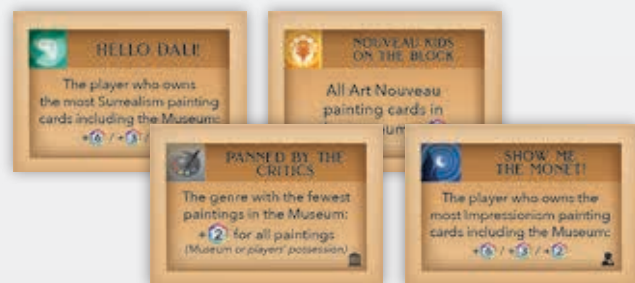 HELLO DALI!
The player who owns
the most Surrealism painting
cards including the Museum:
+6 / +3 /
NOUVEAU KIDS
ON THE BLOCK
All Art Nouveau
painting cards in
PANNED BY THE
CRITICS
The genre with the fewest
paintings in the Museum:
+2 for all paintings
(Museum or players' possession)
SHOW ME
THE MONET!
The player who owns the
most Impressionism painting
cards including the Museum:
+6 / +3 / +2